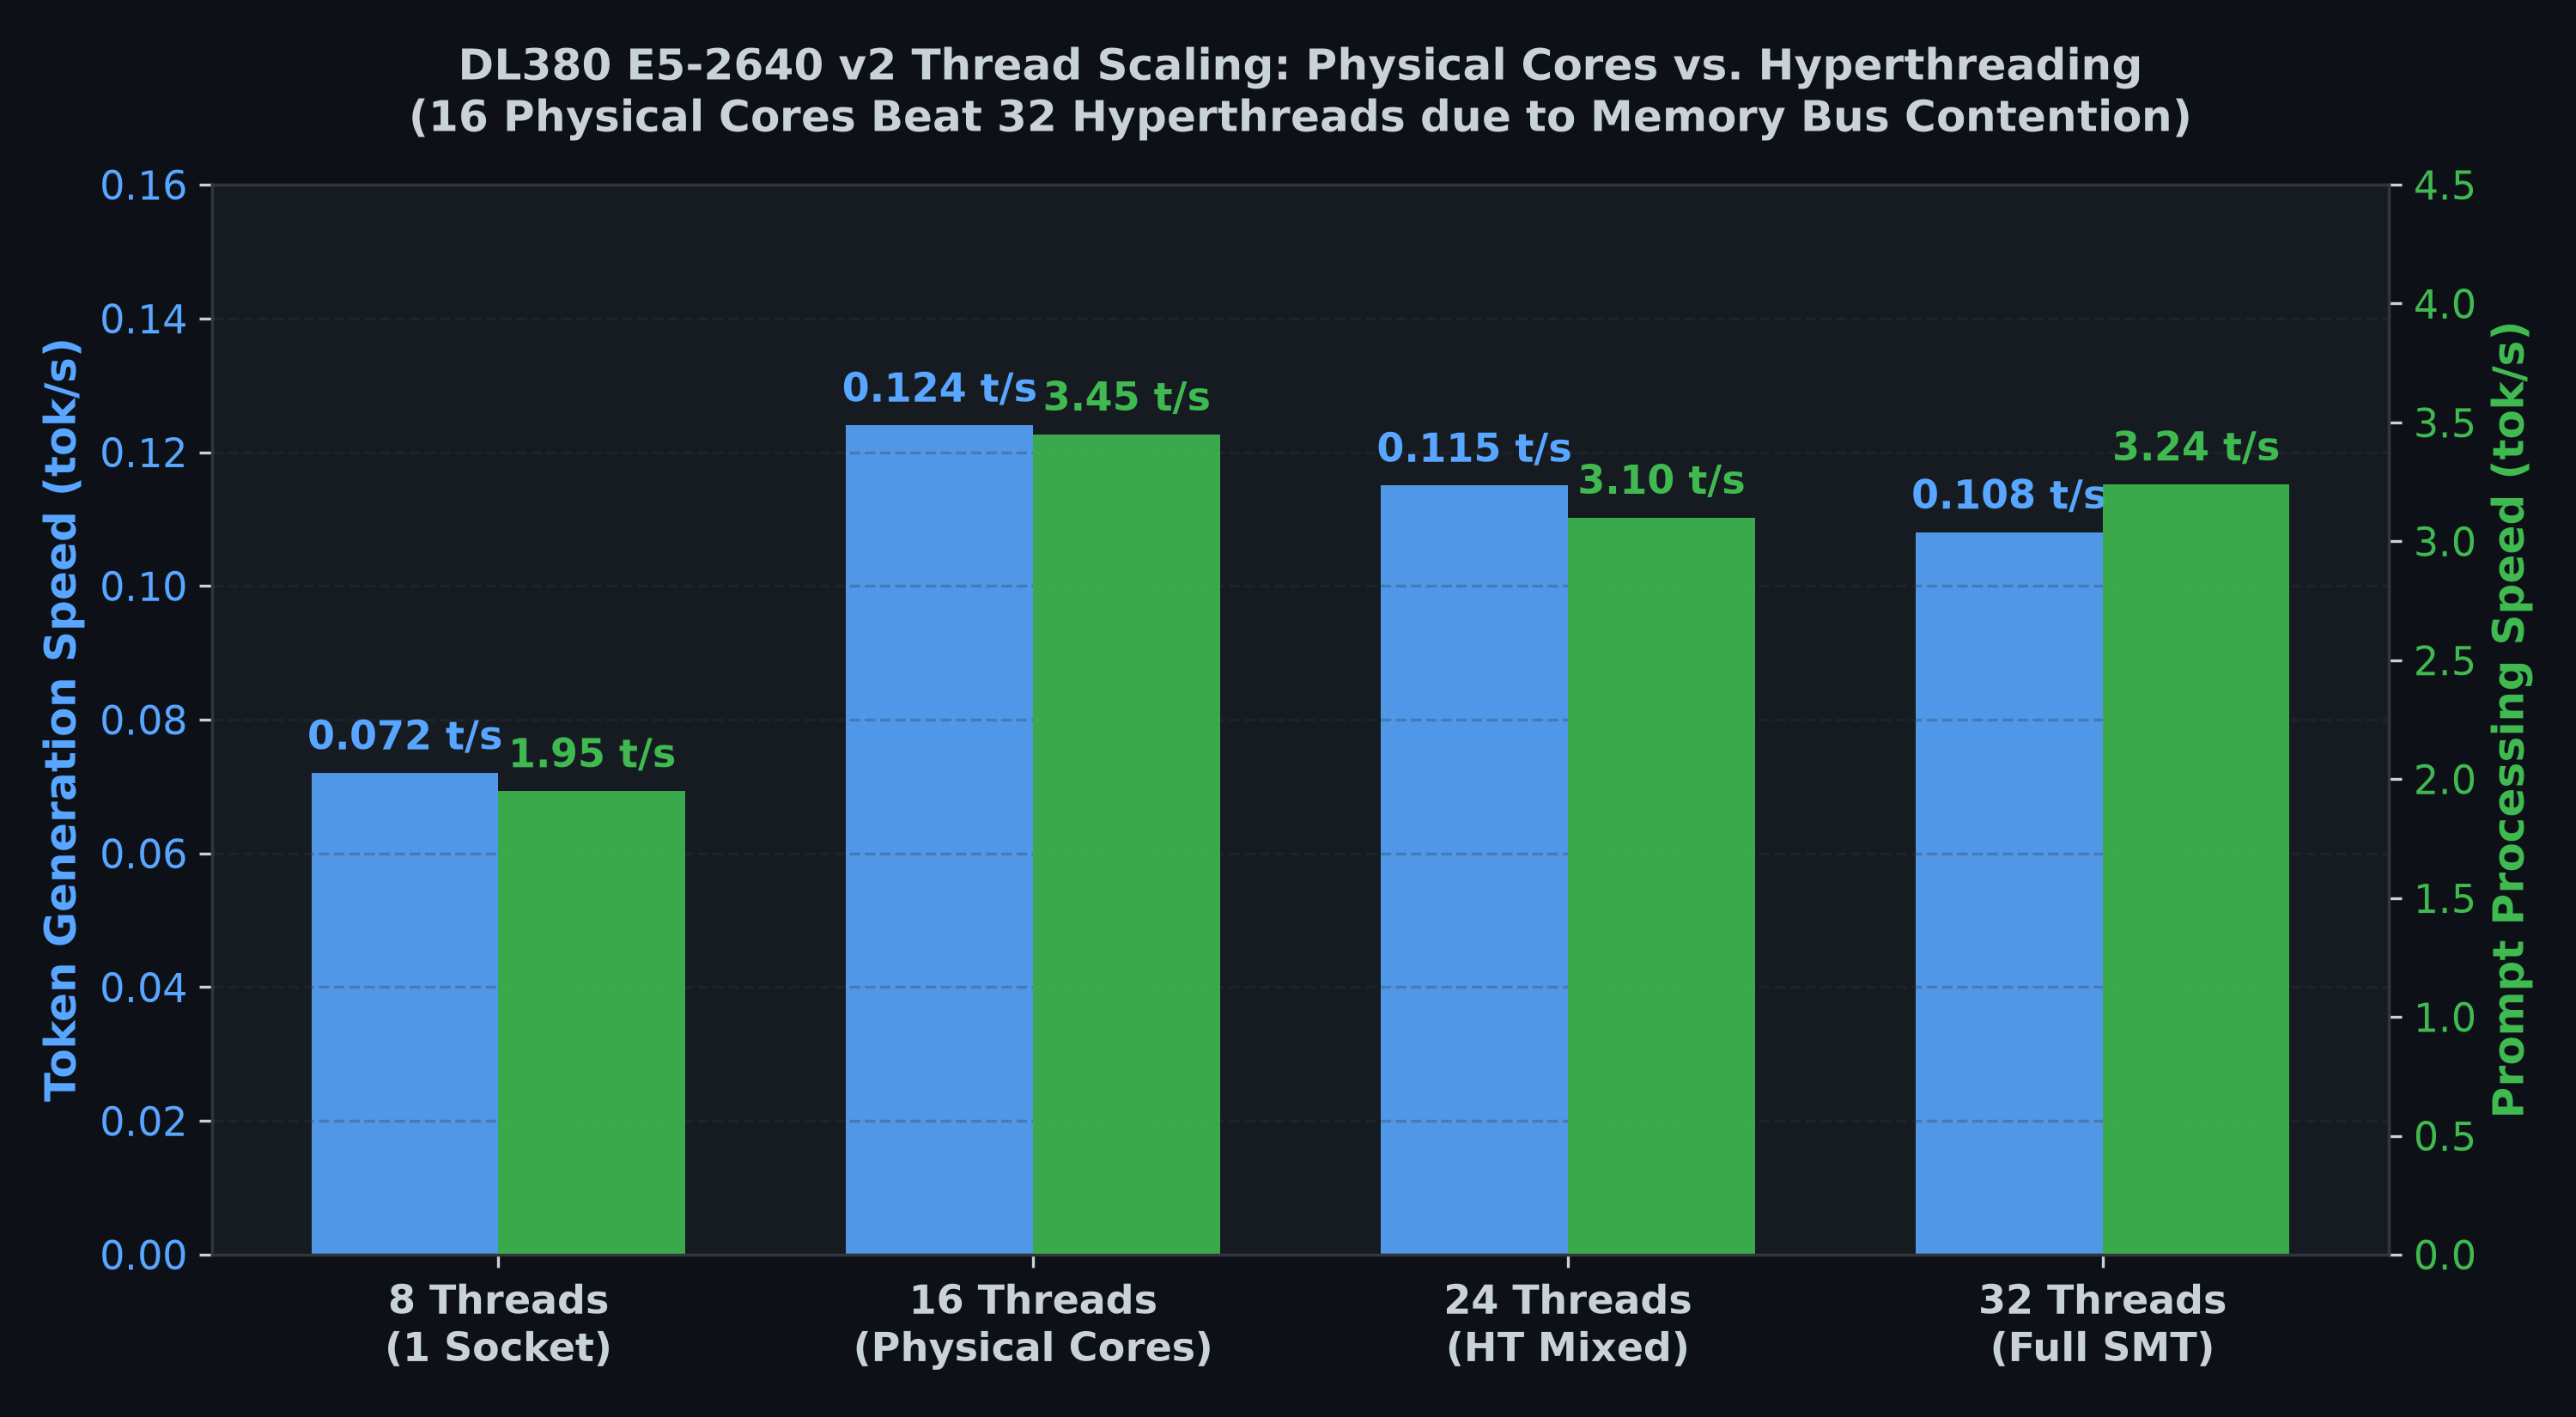 DL380 E5-2640 v2 Thread Scaling: Physical Cores vs. Hyperthreading
(16 Physical Cores Beat 32 Hyperthreads due to Memory Bus Contention)
Token Generation Speed (tok/s)
0.16
0.14
0.12
0.10
0.08
0.06
0.04
0.02
0.00
0.072 t/s
1.95 t/s
0.124 t/s
3.45 t/s
0.115 t/s
3.10 t/s
0.108 t/s
3.24 t/s
4.5
4.0
3.5
3.0
2.5
2.0
1.5
1.0
0.5
0.0
Prompt Processing Speed (tok/s)
8 Threads
(1 Socket)
16 Threads
(Physical Cores)
24 Threads
(HT Mixed)
32 Threads
(Full SMT)